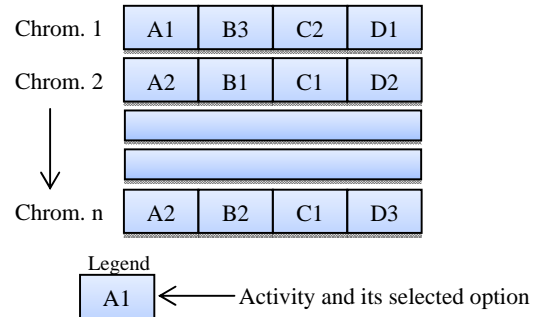 Chrom. 1 A1 B3 C2 D1
Chrom. 2 A2 B1 C1 D2
Chrom. n A2 B2 C1 D3
Legend
A1 Activity and its selected option